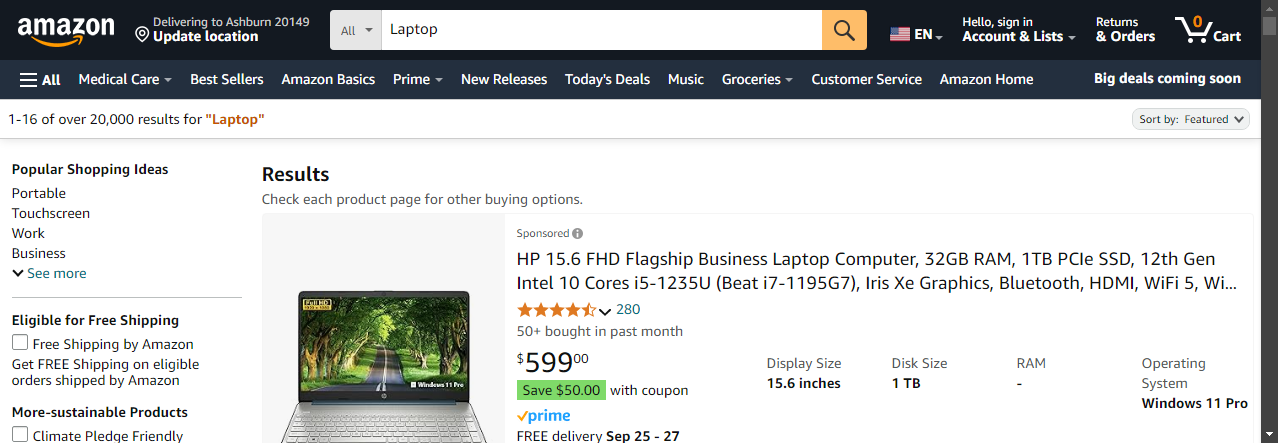 amazon
Delivering to Ashburn 20149
Update location
All
Laptop
EN
Hello, sign in
Account & Lists
Returns
& Orders
0
Cart
All
Medical Care
Best Sellers
Amazon Basics
Prime
New Releases
Today's Deals
Music
Groceries
Customer Service
Amazon Home
Big deals coming soon
1-16 of over 20,000 results for "Laptop"
Sort by: Featured
Popular Shopping Ideas
Portable
Touchscreen
Work
Business
See more
Eligible for Free Shipping
Free Shipping by Amazon
Get FREE Shipping on eligible
orders shipped by Amazon
More-sustainable Products
Climate Pledge Friendly
Results
Check each product page for other buying options.
Full HD
Windows 11 Pro
hp
Sponsored
HP 15.6 FHD Flagship Business Laptop Computer, 32GB RAM, 1TB PCIe SSD, 12th Gen
Intel 10 Cores i5-1235U (Beat i7-1195G7), Iris Xe Graphics, Bluetooth, HDMI, WiFi 5, Wi...
280
50+ bought in past month
$59900
Save $50.00 with coupon
prime
FREE delivery Sep 25 - 27
Display Size
15.6 inches
Disk Size
1 TB
RAM
-
Operating
System
Windows 11 Pro